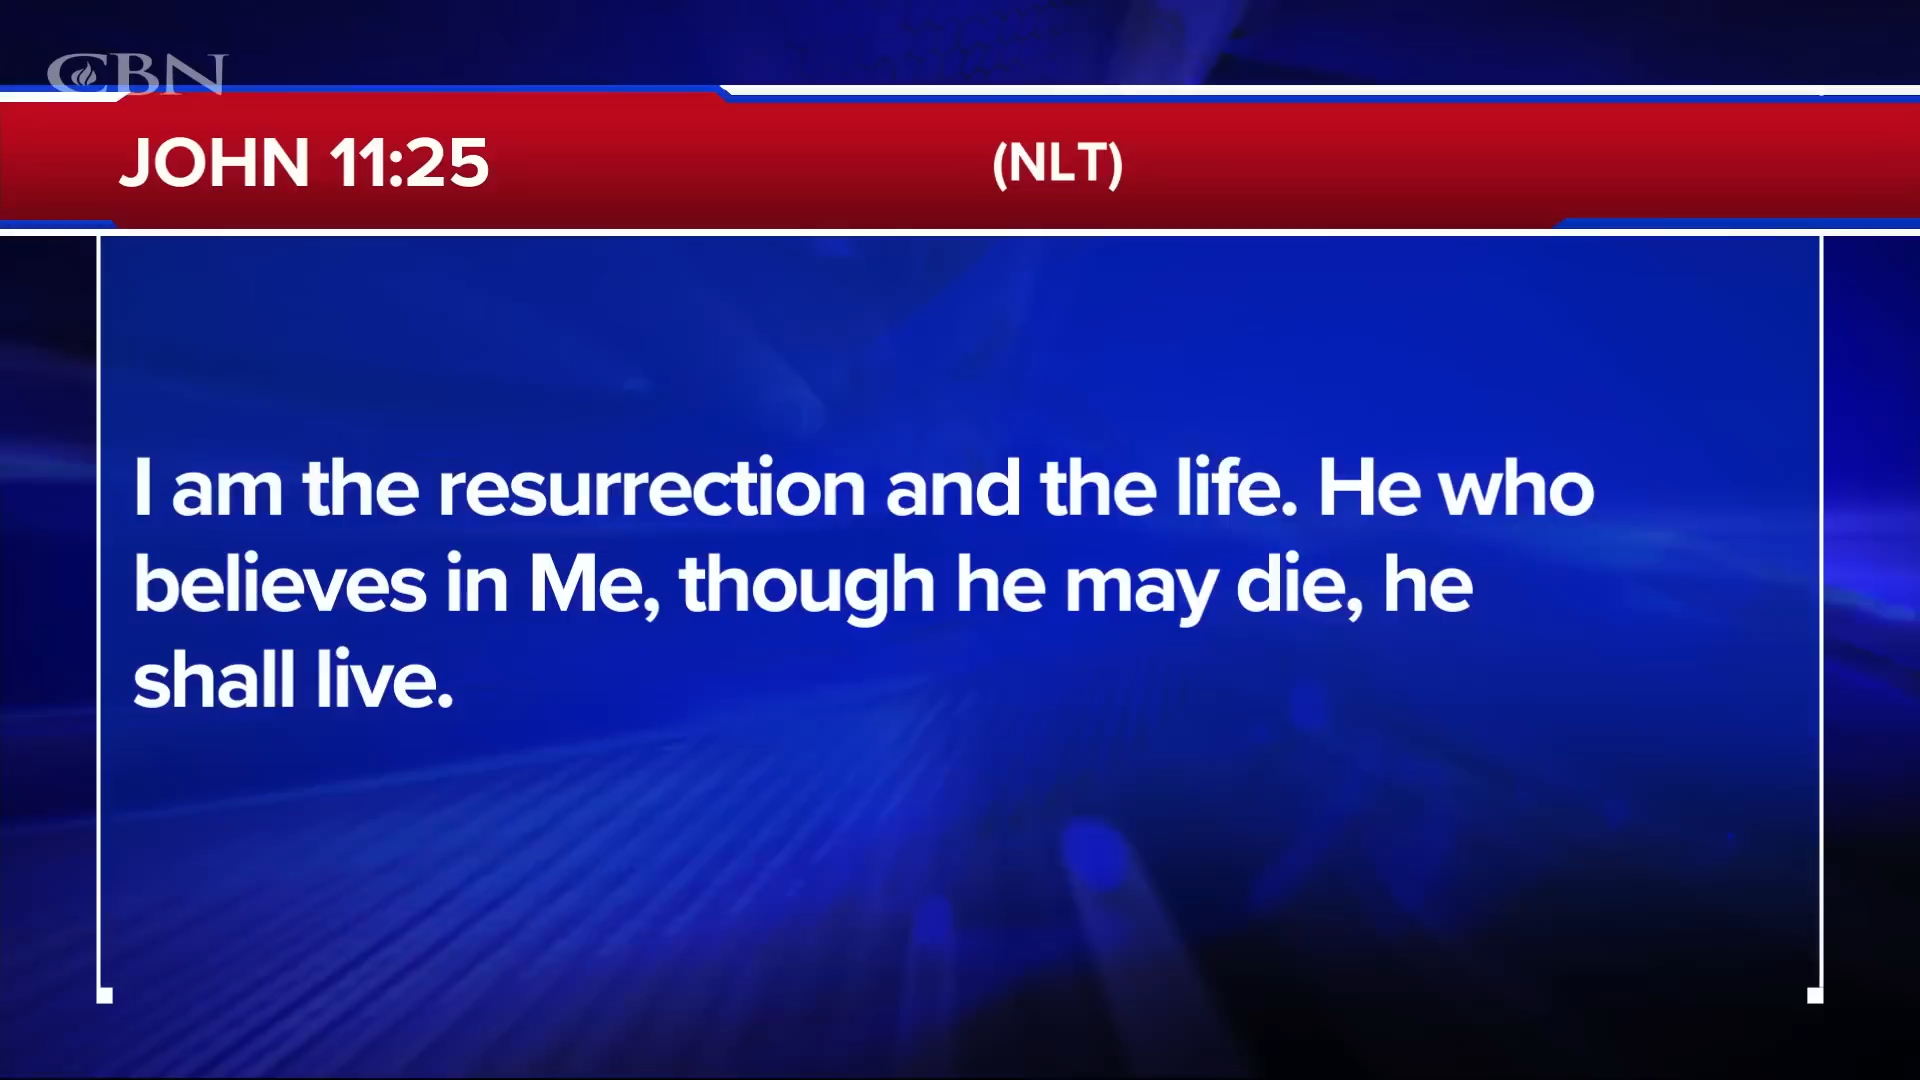 CBN
JOHN 11:25 (NLT)
I am the resurrection and the life. He who
believes in Me, though he may die, he
shall live.